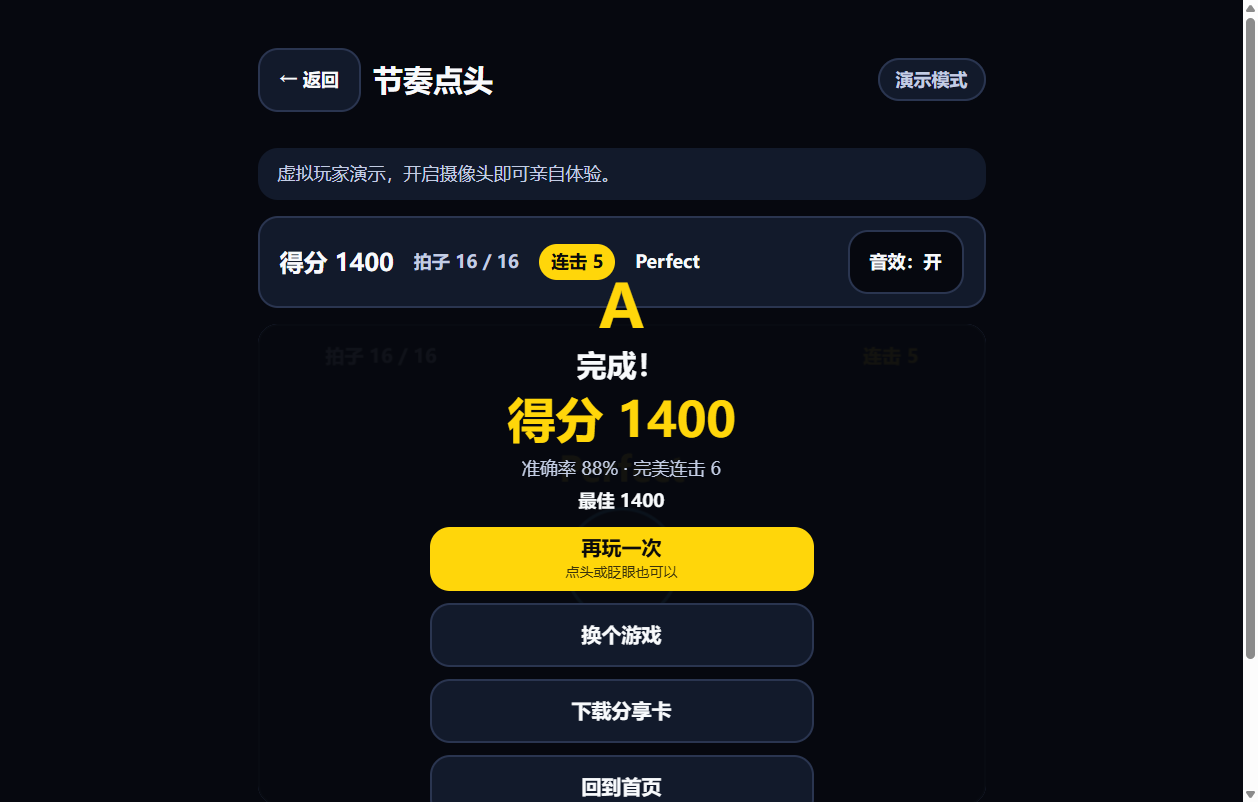 ← 返回
节奏点头
演示模式
虚拟玩家演示，开启摄像头即可亲自体验。
得分 1400
拍子 16 / 16
连击 5
Perfect
音效：开
A
拍子 16 / 16
连击 5
完成！
得分 1400
Perfect
准确率 88% · 完美连击 6
最佳 1400
再玩一次
点头或眨眼也可以
换个游戏
下载分享卡
回到首页